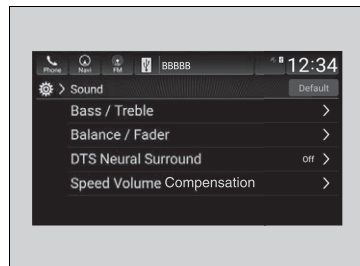 Phone Navi FM BBBBB 12:34
Sound Default
Bass / Treble
Balance / Fader
DTS Neural Surround Off
Speed Volume Compensation